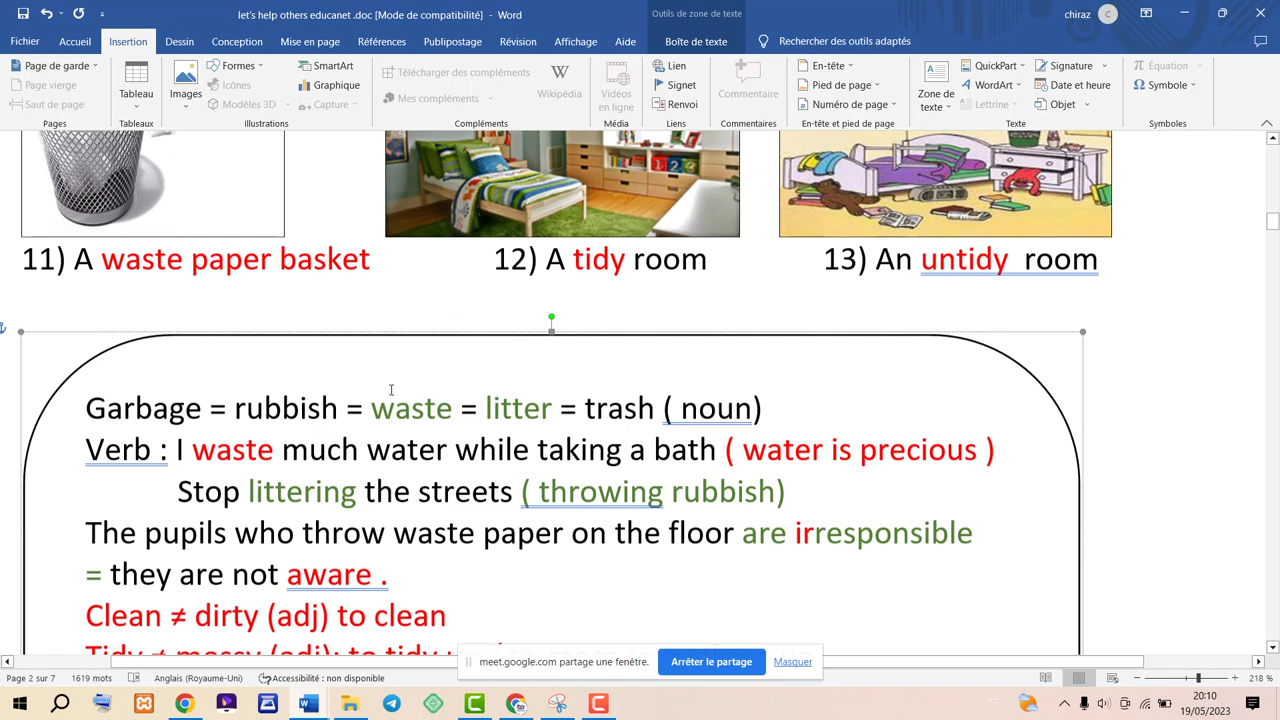 let's help others educanet .doc [Mode de compatibilité] - Word
Outils de zone de texte
chiraz C
Fichier Accueil Insertion Dessin Conception Mise en page Références Publipostage Révision Affichage Aide Boîte de texte Rechercher des outils adaptés
Page de garde
Page vierge
Saut de page
Pages
Tableau
Tableaux
Images
Formes
Icônes
Modèles 3D
SmartArt
Graphique
Capture
Illustrations
Télécharger des compléments
Mes compléments
Wikipédia
Compléments
Vidéos en ligne
Média
Lien
Signet
Renvoi
Liens
Commentaire
Commentaires
En-tête
Pied de page
Numéro de page
En-tête et pied de page
Zone de texte
QuickPart
WordArt
Lettrine
Signature
Date et heure
Objet
Texte
Équation
Symbole
Symboles
11) A waste paper basket
12) A tidy room
13) An untidy room
Garbage = rubbish = waste = litter = trash ( noun)
Verb : I waste much water while taking a bath ( water is precious )
Stop littering the streets ( throwing rubbish)
The pupils who throw waste paper on the floor are irresponsible
= they are not aware .
Clean ≠ dirty (adj) to clean
Tidy ≠ messy (adj): to tidy
meet.google.com partage une fenêtre. Arrêter le partage Masquer
Page 2 sur 7 1619 mots Anglais (Royaume-Uni) Accessibilité : non disponible 218 %
20:10
19/05/2023